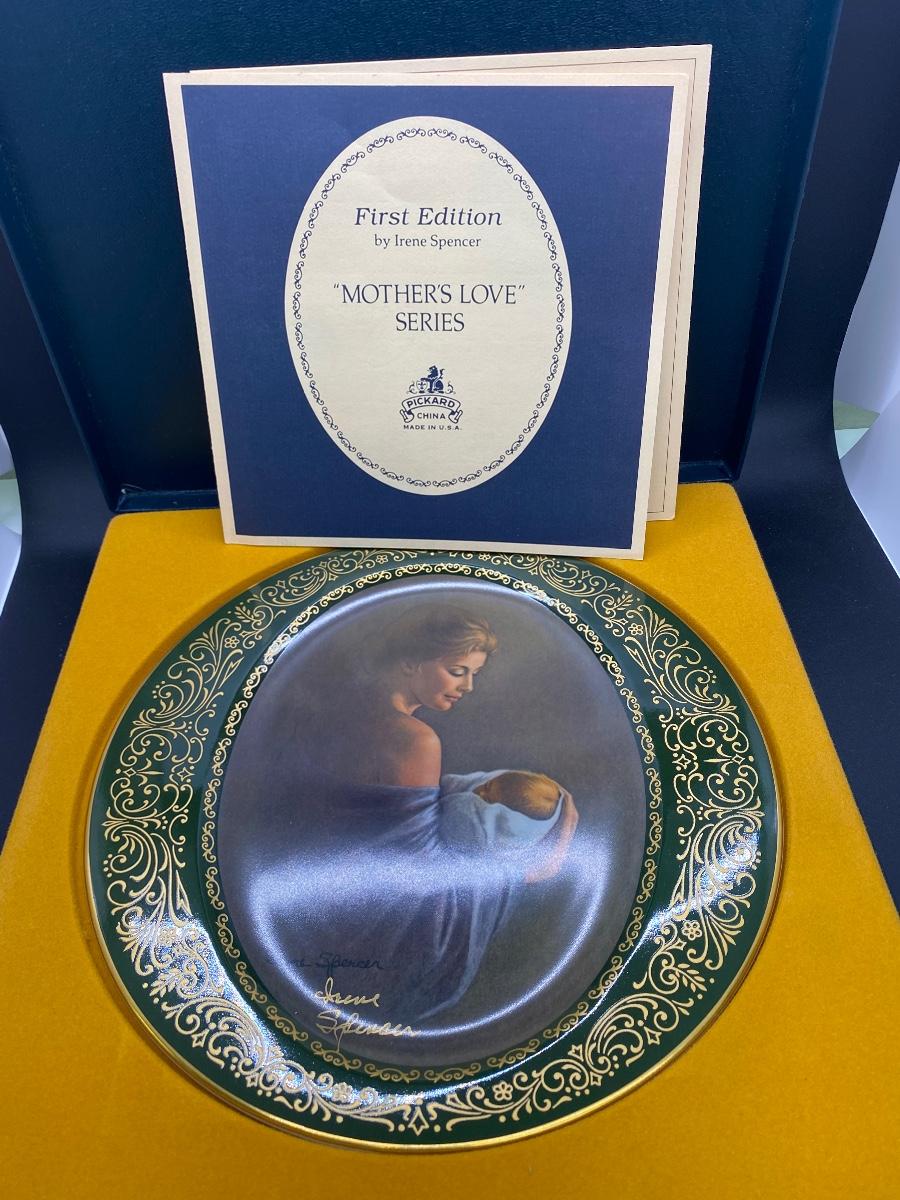 First Edition
by Irene Spencer
"MOTHER'S LOVE"
SERIES
PICKARD
CHINA
MADE IN U.S.A.
Spencer
Irene
Spencer